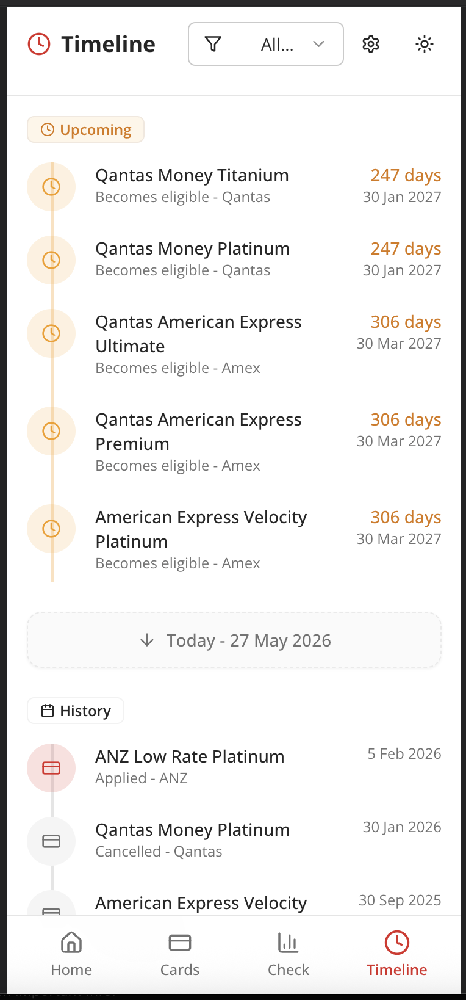 Timeline
All...
Upcoming
Qantas Money Titanium
247 days
Becomes eligible - Qantas
30 Jan 2027
Qantas Money Platinum
247 days
Becomes eligible - Qantas
30 Jan 2027
Qantas American Express
306 days
Ultimate
30 Mar 2027
Becomes eligible - Amex
Qantas American Express
306 days
Premium
30 Mar 2027
Becomes eligible - Amex
American Express Velocity
306 days
Platinum
30 Mar 2027
Becomes eligible - Amex
Today - 27 May 2026
History
ANZ Low Rate Platinum
5 Feb 2026
Applied - ANZ
Qantas Money Platinum
30 Jan 2026
Cancelled - Qantas
American Express Velocity
30 Sep 2025
Home
Cards
Check
Timeline